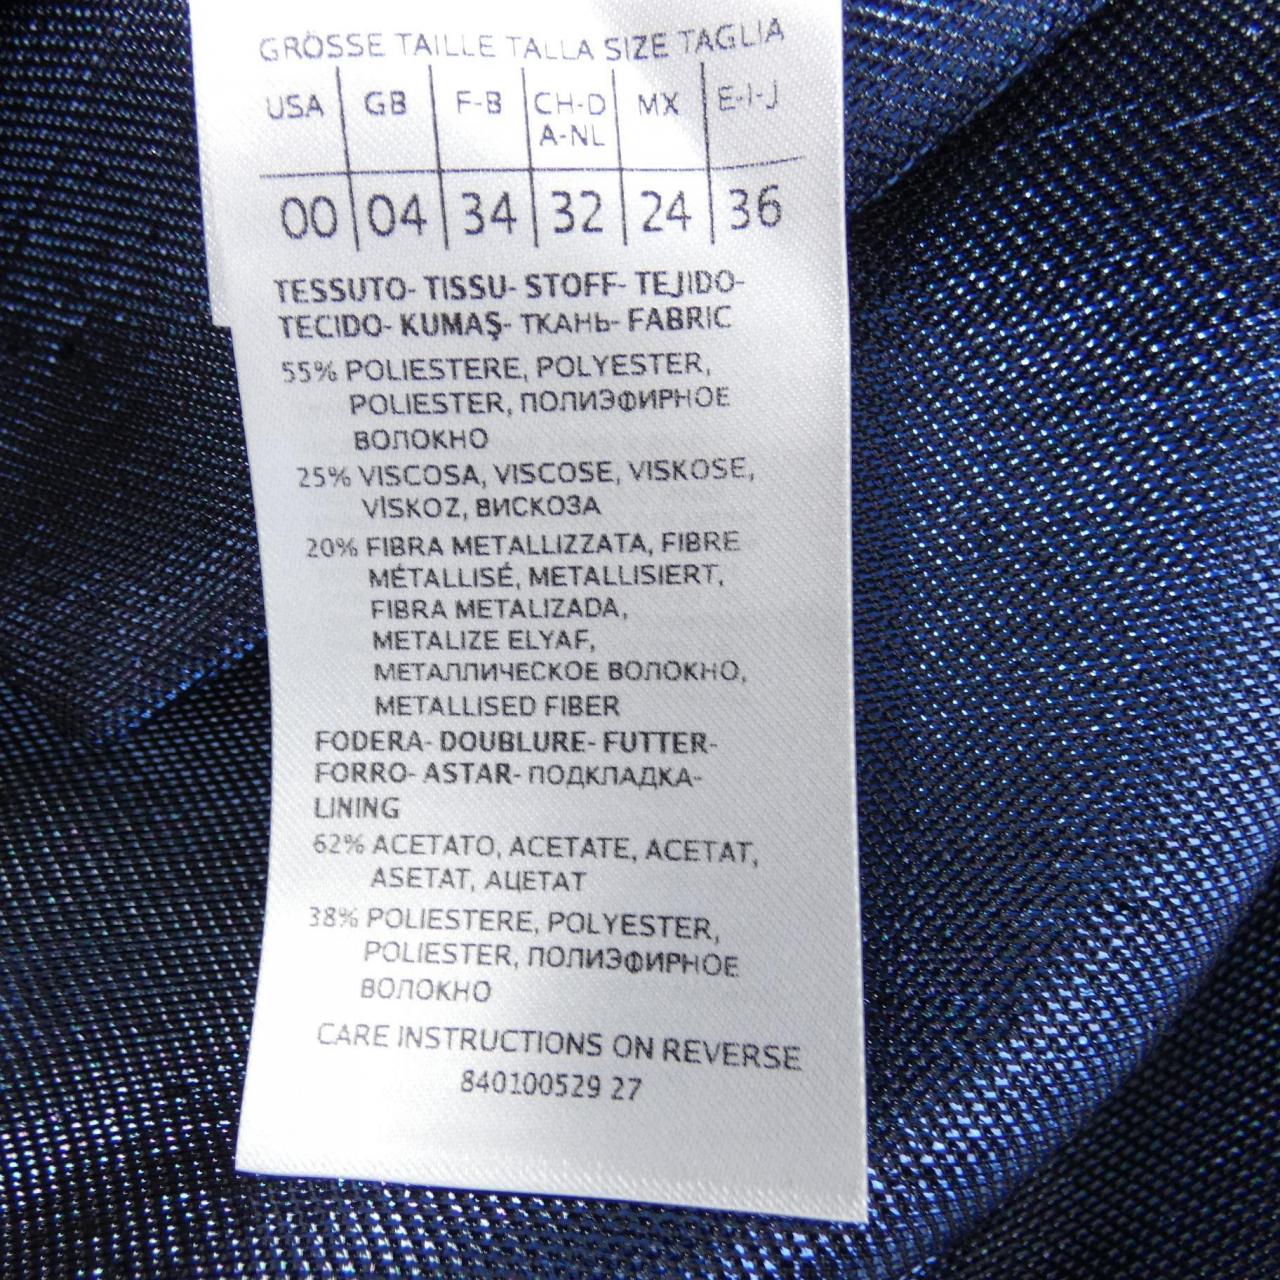 GRÖSSE TAILLE TALLA SIZE TAGLIA
USA GB F-B CH-D A-NL MX E-I-J
00 04 34 32 24 36
TESSUTO- TISSU- STOFF- TEJIDO-
TECIDO- KUMAŞ- ТКАНЬ- FABRIC
55% POLIESTERE, POLYESTER,
POLIESTER, ПОЛИЭФИРНОЕ
ВОЛОКНО
25% VISCOSA, VISCOSE, VISKOSE,
VİSKOZ, ВИСКОЗА
20% FIBRA METALLIZZATA, FIBRE
MÉTALLISÉ, METALLISIERT,
FIBRA METALIZADA,
METALIZE ELYAF,
МЕТАЛЛИЧЕСКОЕ ВОЛОКНО,
METALLISED FIBER
FODERA- DOUBLURE- FUTTER-
FORRO- ASTAR- ПОДКЛАДКА-
LINING
62% ACETATO, ACETATE, ACETAT,
ASETAT, АЦЕТАТ
38% POLIESTERE, POLYESTER,
POLIESTER, ПОЛИЭФИРНОЕ
ВОЛОКНО
CARE INSTRUCTIONS ON REVERSE
840100529 27